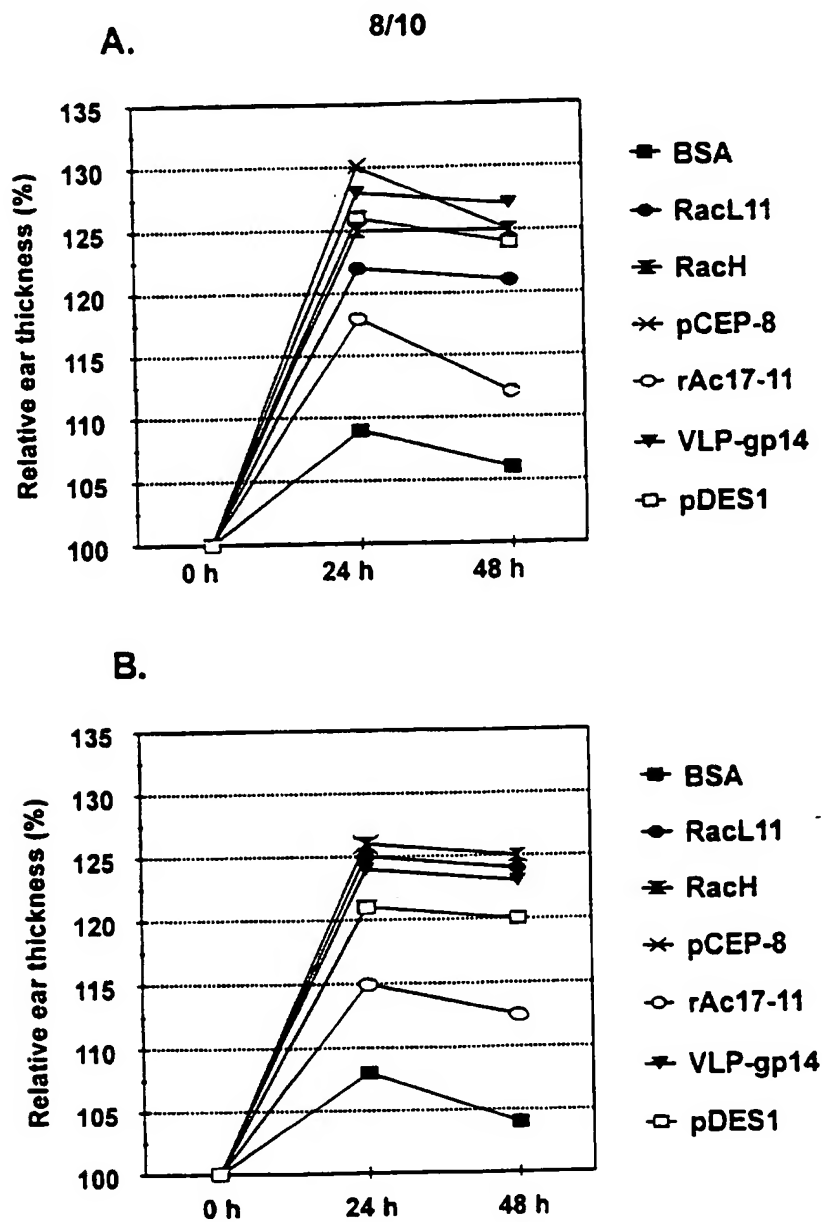 8/10
A.
Relative ear thickness (%)
135
130
125
120
115
110
105
100
0 h
24 h
48 h
BSA
RacL11
RacH
pCEP-8
rAc17-11
VLP-gp14
pDES1
B.
Relative ear thickness (%)
135
130
125
120
115
110
105
100
0 h
24 h
48 h
BSA
RacL11
RacH
pCEP-8
rAc17-11
VLP-gp14
pDES1